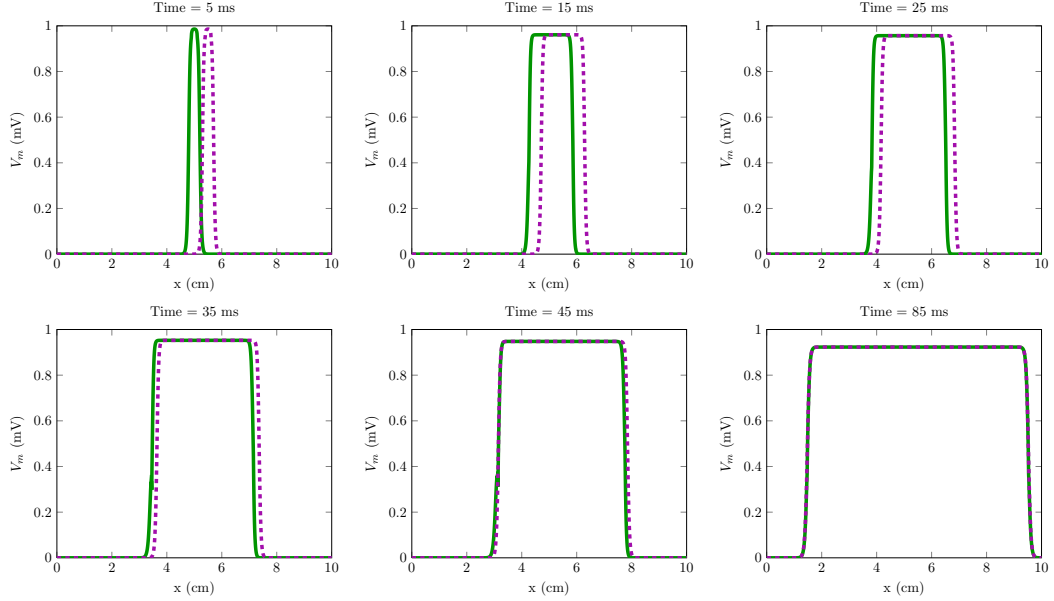 Time = 5 ms
Time = 15 ms
Time = 25 ms
1
0.8
0.6
0.4
0.2
0
V_m (mV)
0 2 4 6 8 10
x (cm)
1
0.8
0.6
0.4
0.2
0
V_m (mV)
0 2 4 6 8 10
x (cm)
1
0.8
0.6
0.4
0.2
0
V_m (mV)
0 2 4 6 8 10
x (cm)
Time = 35 ms
Time = 45 ms
Time = 85 ms
1
0.8
0.6
0.4
0.2
0
V_m (mV)
0 2 4 6 8 10
x (cm)
1
0.8
0.6
0.4
0.2
0
V_m (mV)
0 2 4 6 8 10
x (cm)
1
0.8
0.6
0.4
0.2
0
V_m (mV)
0 2 4 6 8 10
x (cm)